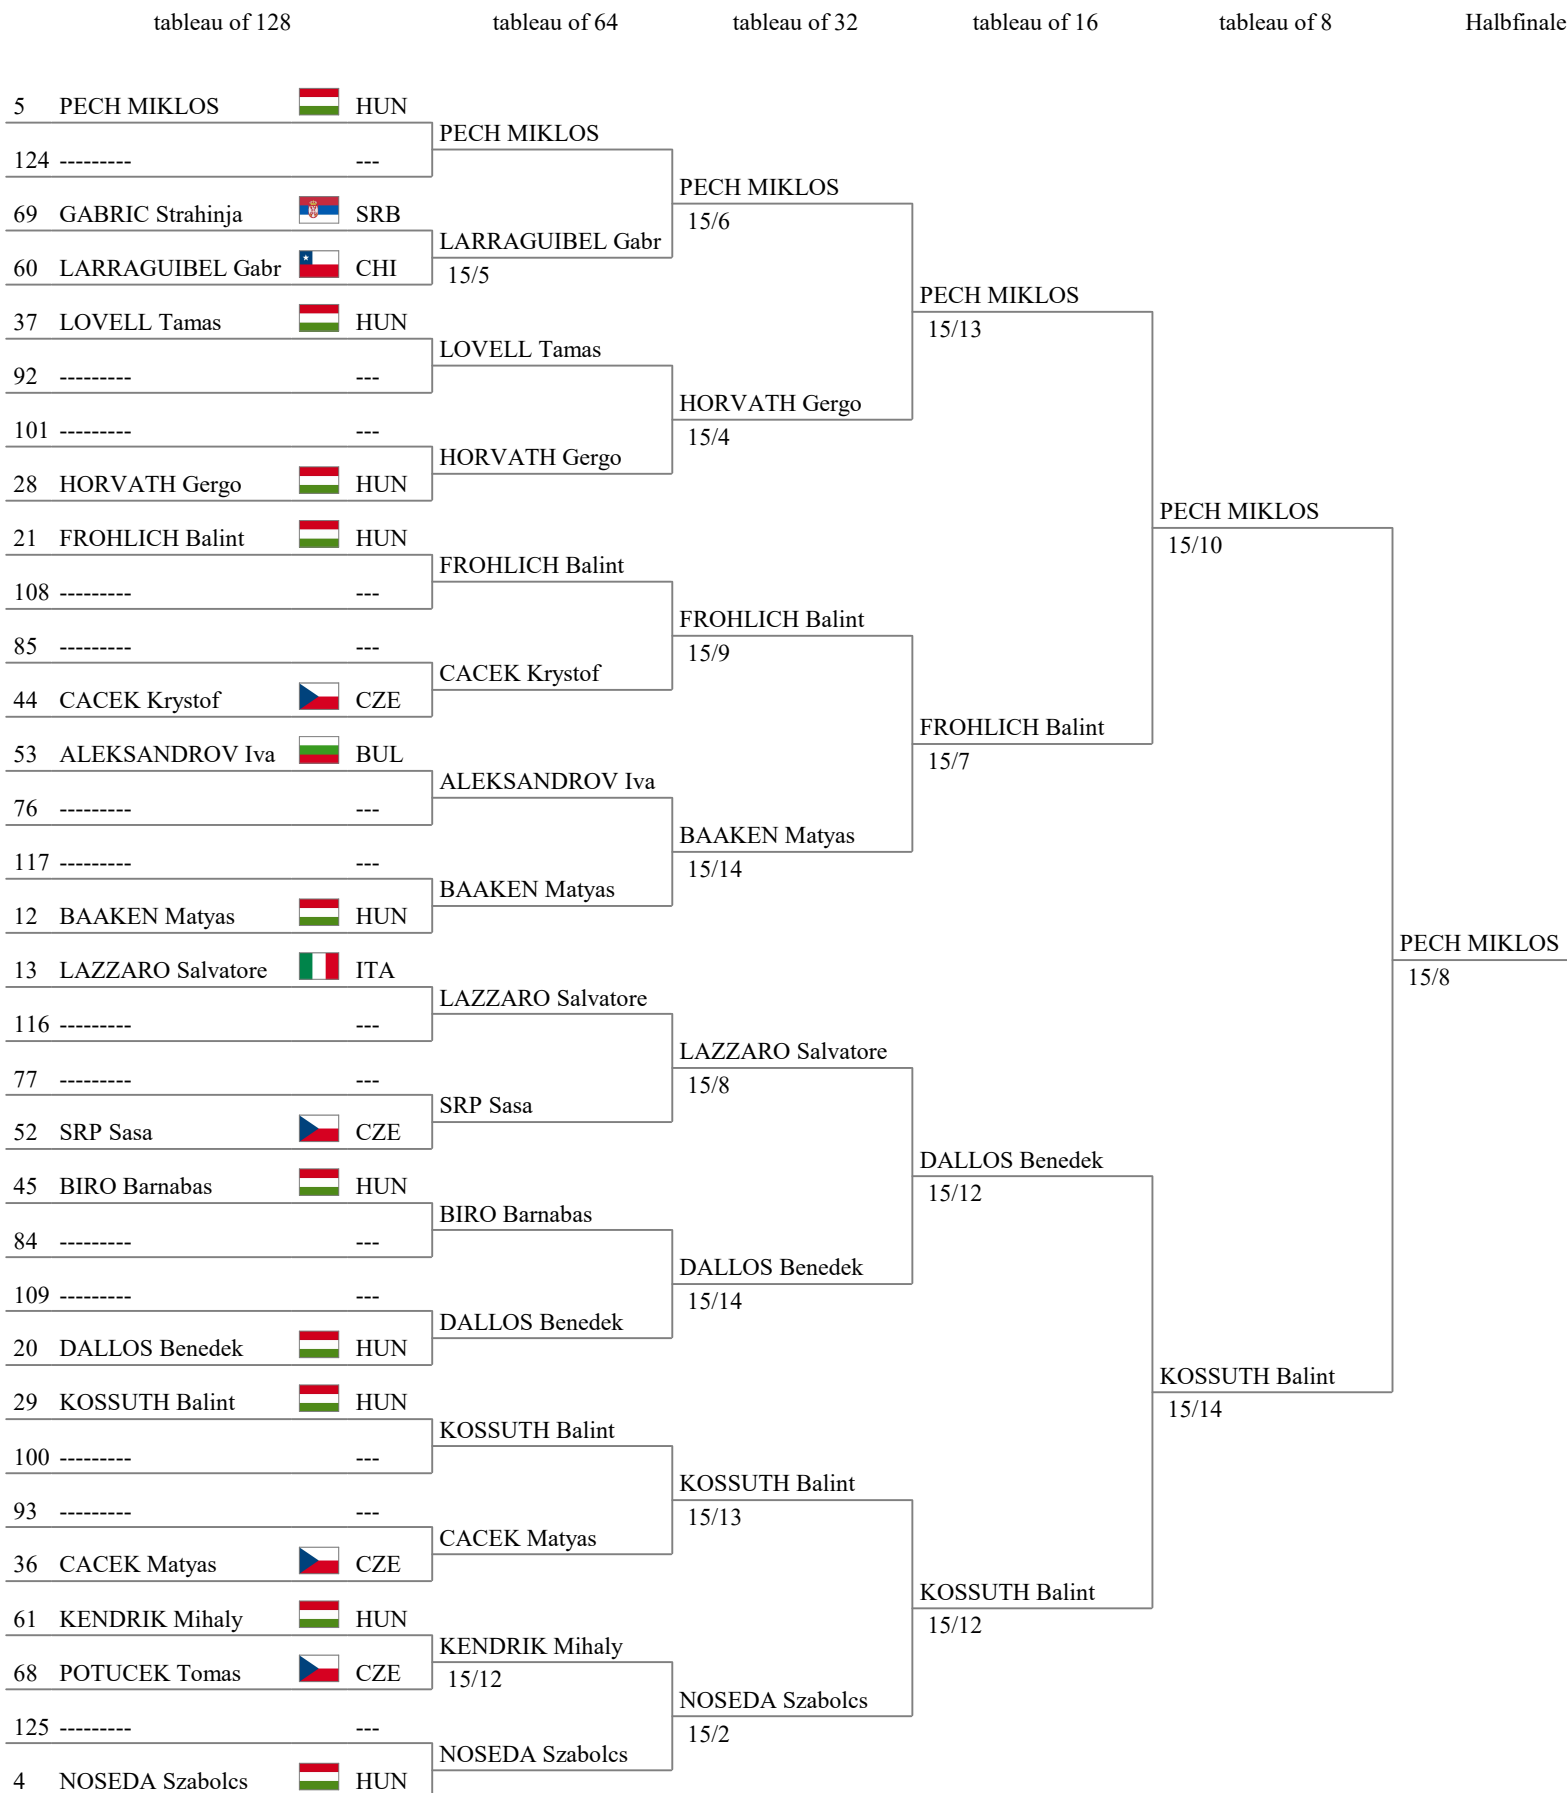 tableau of 128 tableau of 64 tableau of 32 tableau of 16 tableau of 8 Halbfinale
5 PECH MIKLOS HUN
PECH MIKLOS
124 --------- ---
PECH MIKLOS
69 GABRIC Strahinja SRB
15/6
LARRAGUIBEL Gabr
60 LARRAGUIBEL Gabr CHI
15/5
PECH MIKLOS
37 LOVELL Tamas HUN
15/13
LOVELL Tamas
92 --------- ---
HORVATH Gergo
101 --------- ---
15/4
HORVATH Gergo
28 HORVATH Gergo HUN
PECH MIKLOS
21 FROHLICH Balint HUN
15/10
FROHLICH Balint
108 --------- ---
FROHLICH Balint
85 --------- ---
15/9
CACEK Krystof
44 CACEK Krystof CZE
FROHLICH Balint
53 ALEKSANDROV Iva BUL
15/7
ALEKSANDROV Iva
76 --------- ---
BAAKEN Matyas
117 --------- ---
15/14
BAAKEN Matyas
12 BAAKEN Matyas HUN
PECH MIKLOS
13 LAZZARO Salvatore ITA
15/8
LAZZARO Salvatore
116 --------- ---
LAZZARO Salvatore
77 --------- ---
15/8
SRP Sasa
52 SRP Sasa CZE
DALLOS Benedek
45 BIRO Barnabas HUN
15/12
BIRO Barnabas
84 --------- ---
DALLOS Benedek
109 --------- ---
15/14
DALLOS Benedek
20 DALLOS Benedek HUN
KOSSUTH Balint
29 KOSSUTH Balint HUN
15/14
KOSSUTH Balint
100 --------- ---
KOSSUTH Balint
93 --------- ---
15/13
CACEK Matyas
36 CACEK Matyas CZE
KOSSUTH Balint
61 KENDRIK Mihaly HUN
15/12
KENDRIK Mihaly
68 POTUCEK Tomas CZE
15/12
NOSEDA Szabolcs
125 --------- ---
15/2
NOSEDA Szabolcs
4 NOSEDA Szabolcs HUN